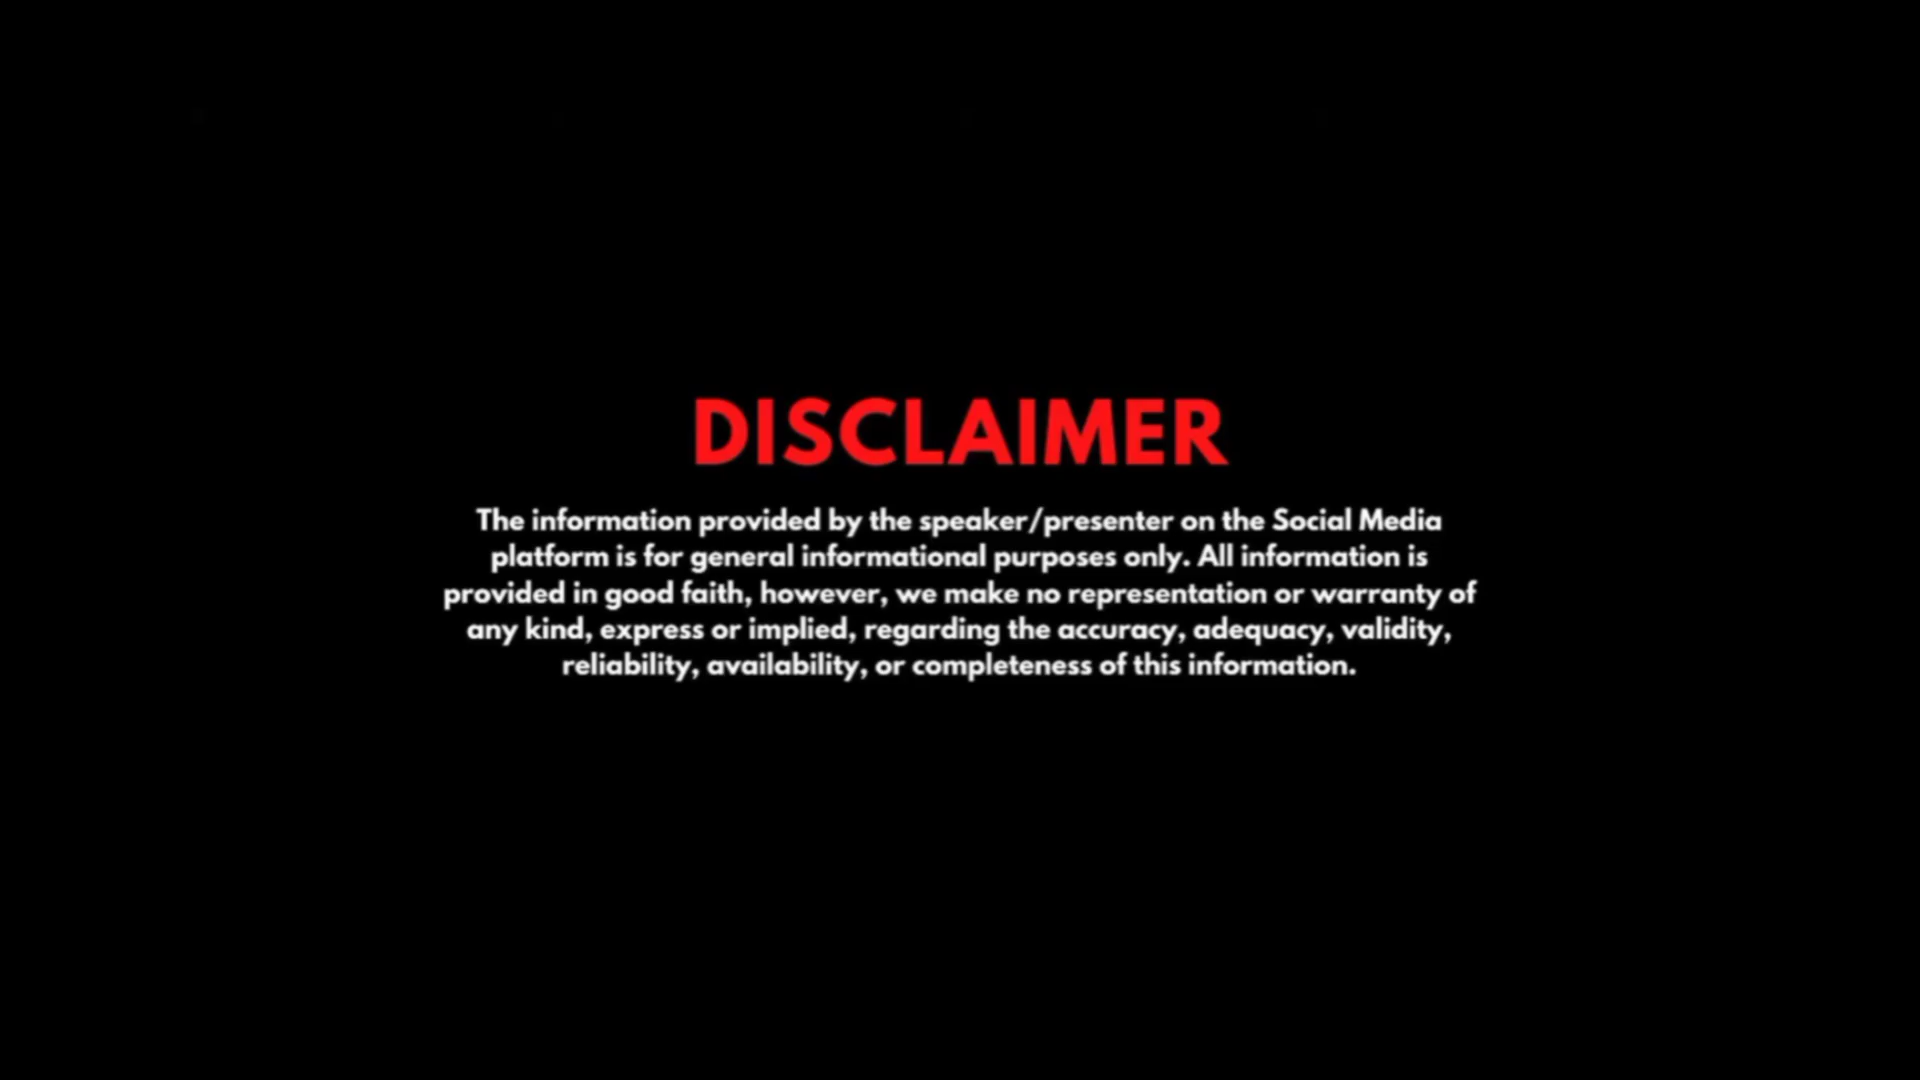 DISCLAIMER
The information provided by the speaker/presenter on the Social Media
platform is for general informational purposes only. All information is
provided in good faith, however, we make no representation or warranty of
any kind, express or implied, regarding the accuracy, adequacy, validity,
reliability, availability, or completeness of this information.